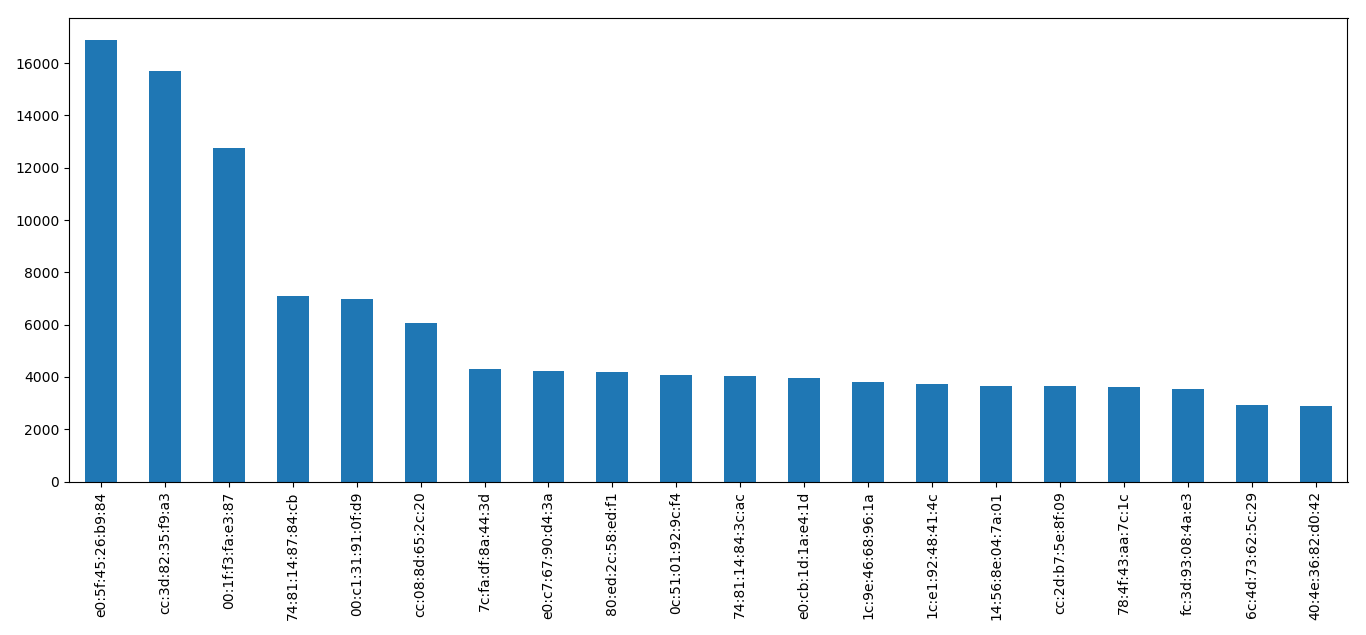 16000
14000
12000
10000
8000
6000
4000
2000
0
e0:5f:45:26:b9:84
cc:3d:82:35:f9:a3
00:1f:f3:fa:e3:87
74:81:14:87:84:cb
00:c1:31:91:0f:d9
cc:08:8d:65:2c:20
7c:fa:df:8a:44:3d
e0:c7:67:90:d4:3a
80:ed:2c:58:ed:f1
0c:51:01:92:9c:f4
74:81:14:84:3c:ac
e0:cb:1d:1a:e4:1d
1c:9e:46:68:96:1a
1c:e1:92:48:41:4c
14:56:8e:04:7a:01
cc:2d:b7:5e:8f:09
78:4f:43:aa:7c:1c
fc:3d:93:08:4a:e3
6c:4d:73:62:5c:29
40:4e:36:82:d0:42